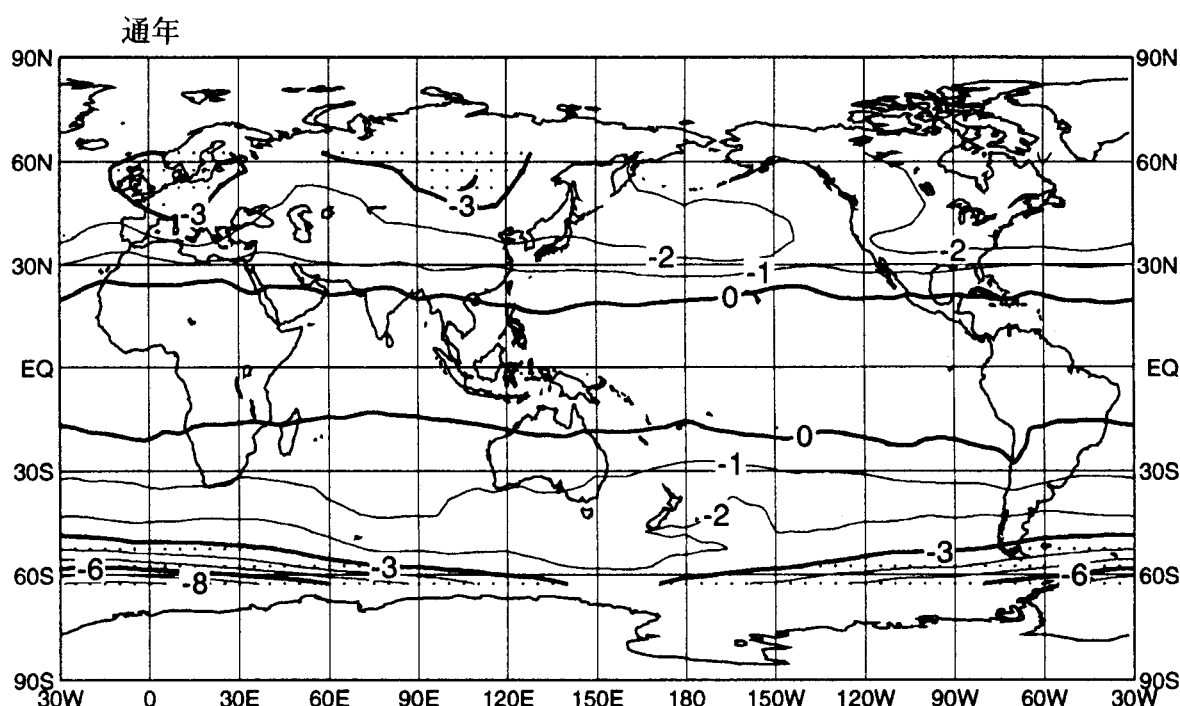 通年
90N 90N
60N 60N
-3 -3
-2 -2
30N -1 30N
0
EQ EQ
0
30S -1 30S
-2
-3 -3
-6 -8 60S -6 60S
90S 90S
30W 0 30E 60E 90E 120E 150E 180 150W 120W 90W 60W 30W